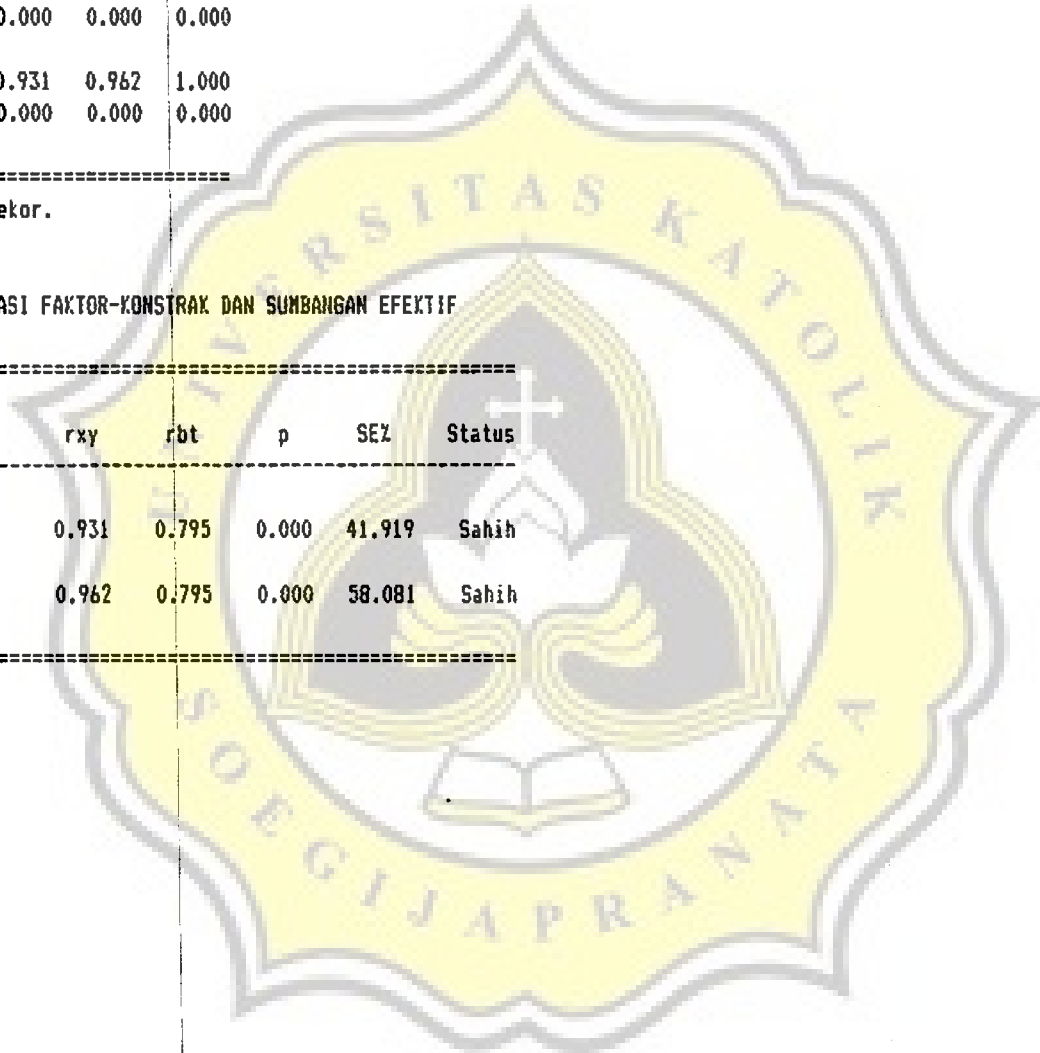 0.000 0.000 0.000
0.931 0.962 1.000
0.000 0.000 0.000
=======================
ekor.
ASI FAKTOR-KONSTRAK DAN SUMBANGAN EFEKTIF
====================================================
rxy rbt p SE% Status
----------------------------------------------------
0.931 0.795 0.000 41.919 Sahih
0.962 0.795 0.000 58.081 Sahih
====================================================
UNIVERSITAS KATOLIK
SOEGIJAPRANATA